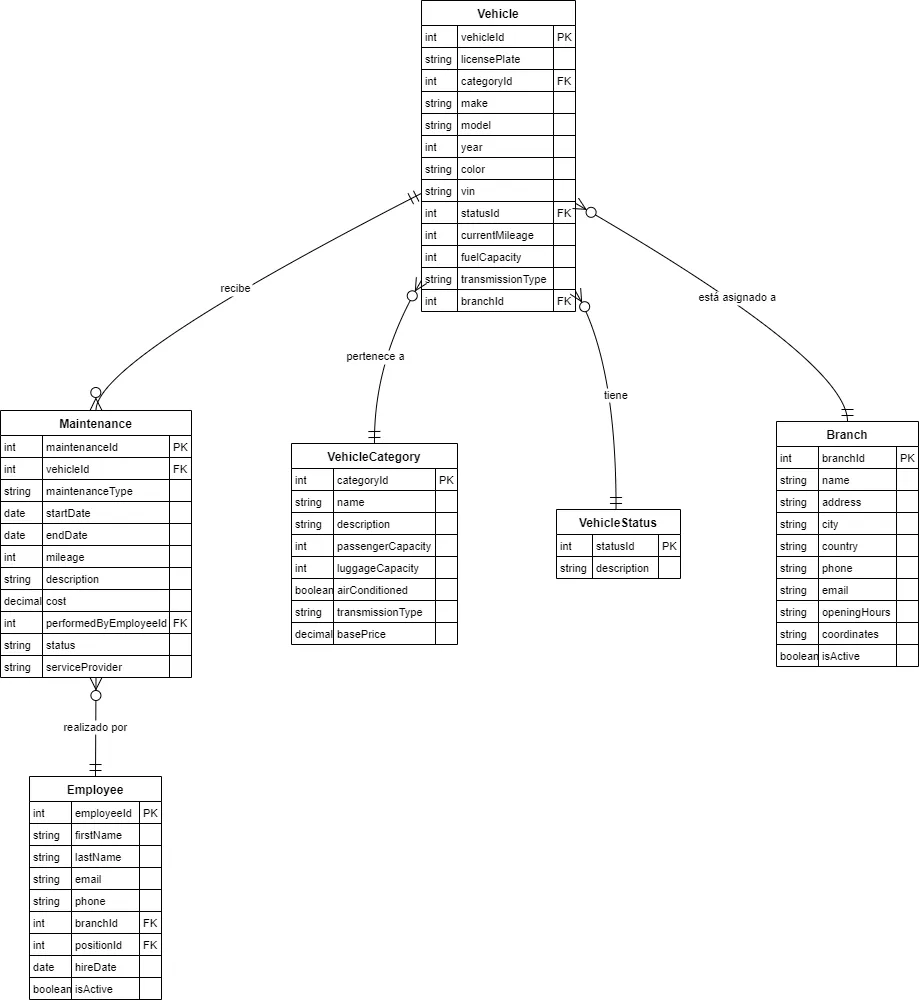 Vehicle
int vehicleId PK
string licensePlate
int categoryId FK
string make
string model
int year
string color
string vin
int statusId FK
int currentMileage
int fuelCapacity
string transmissionType
int branchId FK
recibe
está asignado a
pertenece a
tiene
Maintenance
int maintenanceId PK
int vehicleId FK
string maintenanceType
date startDate
date endDate
int mileage
string description
decimal cost
int performedByEmployeeId FK
string status
string serviceProvider
VehicleCategory
int categoryId PK
string name
string description
int passengerCapacity
int luggageCapacity
boolean airConditioned
string transmissionType
decimal basePrice
VehicleStatus
int statusId PK
string description
Branch
int branchId PK
string name
string address
string city
string country
string phone
string email
string openingHours
string coordinates
boolean isActive
realizado por
Employee
int employeeId PK
string firstName
string lastName
string email
string phone
int branchId FK
int positionId FK
date hireDate
boolean isActive